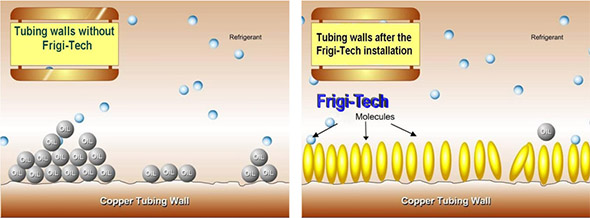 Tubing walls without
Frigi-Tech
Refrigerant
OIL
OIL OIL
OIL OIL OIL OIL OIL
OIL OIL OIL OIL OIL OIL OIL OIL OIL OIL
Copper Tubing Wall
Tubing walls after the
Frigi-Tech installation
Refrigerant
Frigi-Tech
Molecules
OIL
Copper Tubing Wall